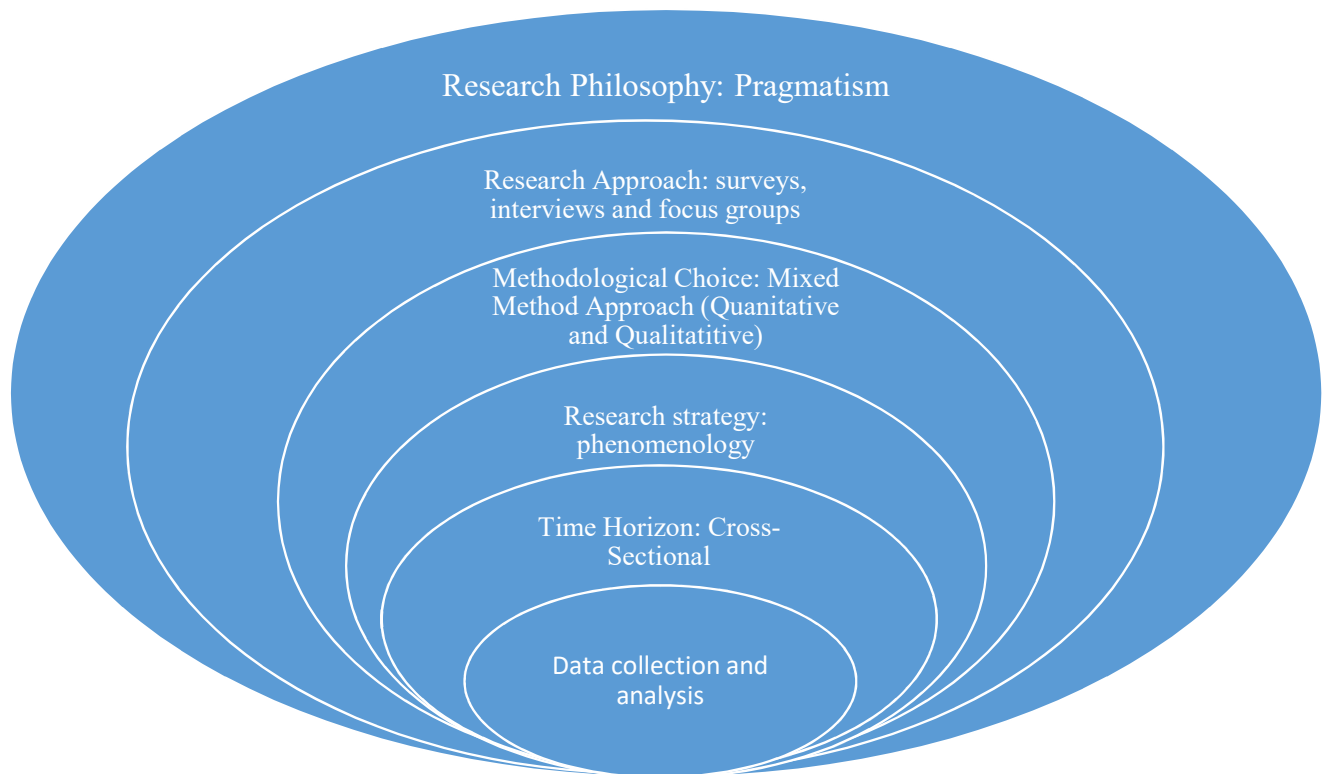 Research Philosophy: Pragmatism
Research Approach: surveys,
interviews and focus groups
Methodological Choice: Mixed
Method Approach (Quanitative
and Qualitatitive)
Research strategy:
phenomenology
Time Horizon: Cross-
Sectional
Data collection and
analysis